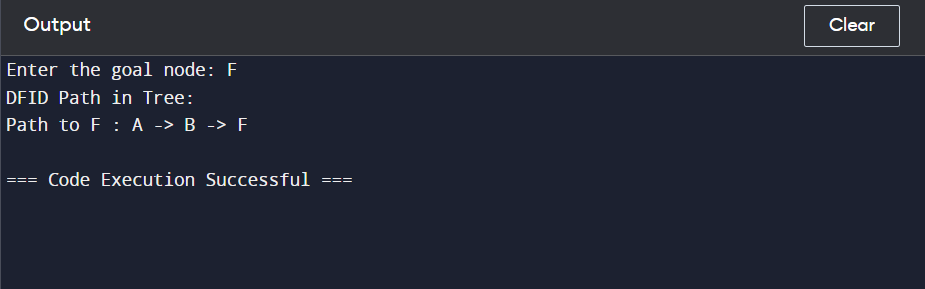 Output
Clear
Enter the goal node: F
DFID Path in Tree:
Path to F : A -> B -> F
=== Code Execution Successful ===